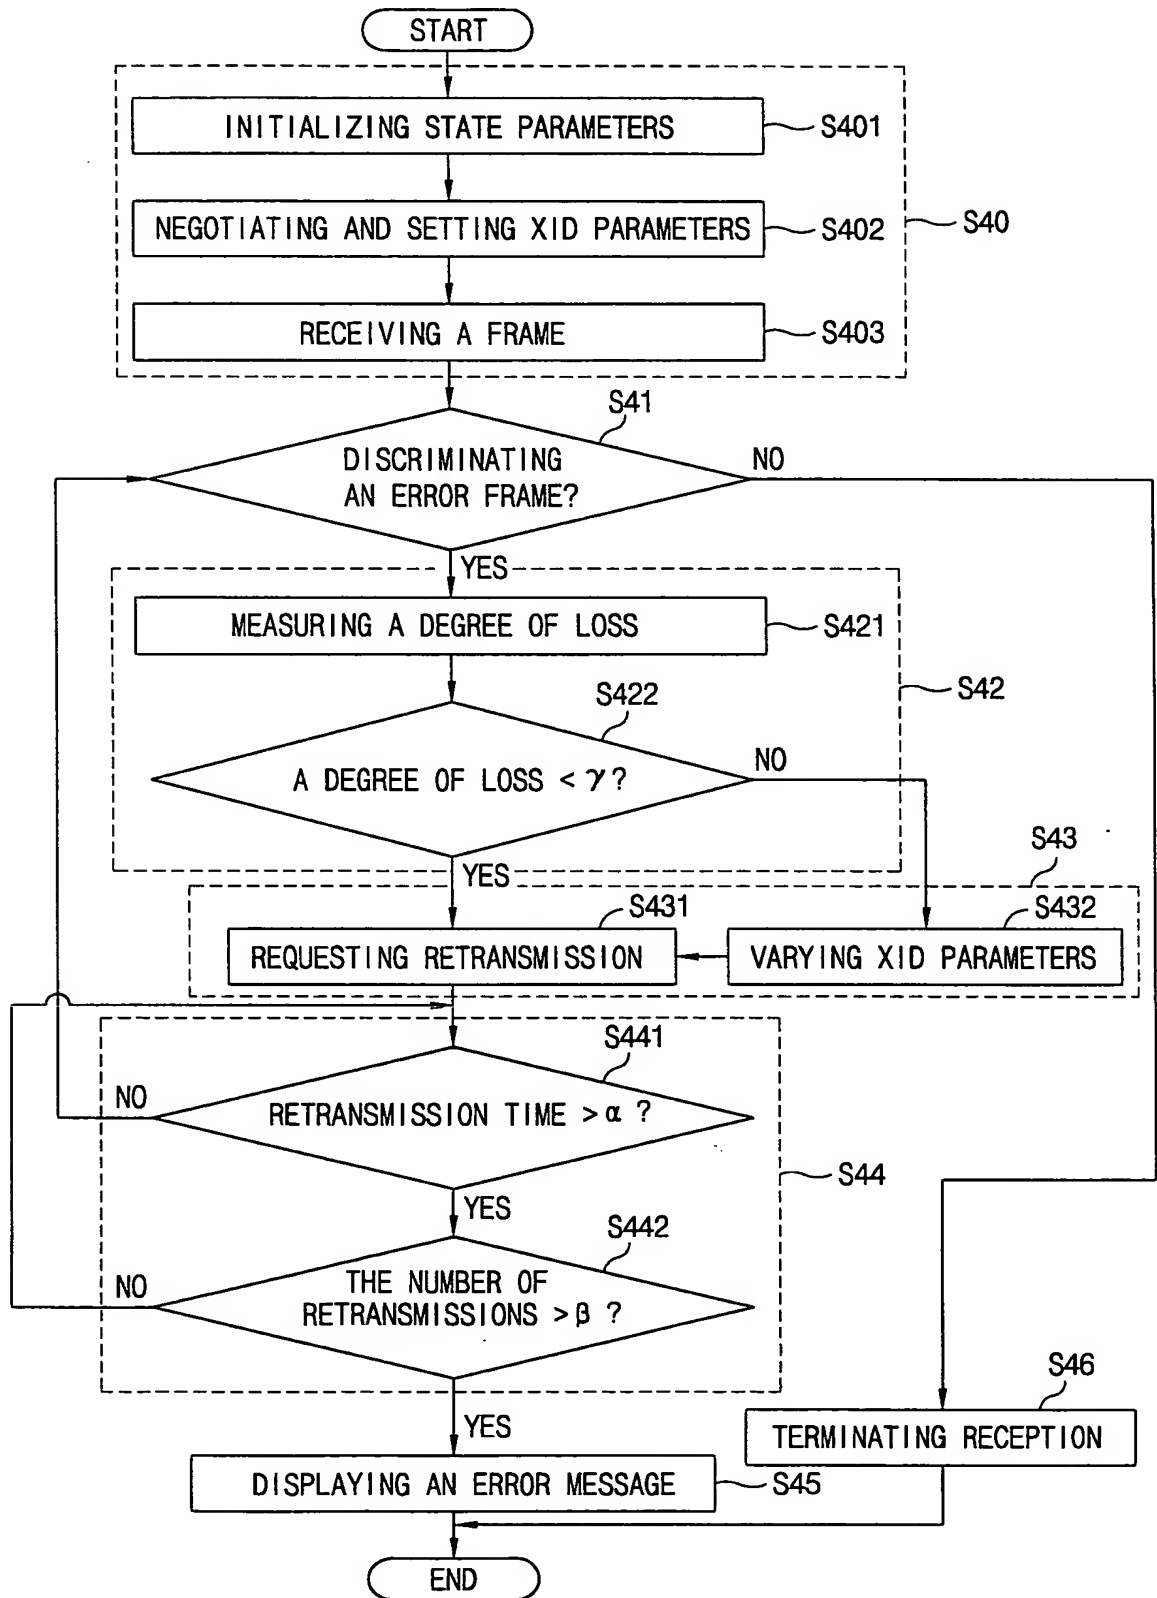 START
INITIALIZING STATE PARAMETERS
S401
NEGOTIATING AND SETTING XID PARAMETERS
S402
S40
RECEIVING A FRAME
S403
S41
DISCRIMINATING
AN ERROR FRAME?
NO
YES
MEASURING A DEGREE OF LOSS
S421
S42
S422
A DEGREE OF LOSS < γ?
NO
YES
S43
S431
S432
REQUESTING RETRANSMISSION
VARYING XID PARAMETERS
S441
NO
RETRANSMISSION TIME > α ?
S44
YES
S442
NO
THE NUMBER OF
RETRANSMISSIONS > β ?
S46
YES
TERMINATING RECEPTION
DISPLAYING AN ERROR MESSAGE
S45
END